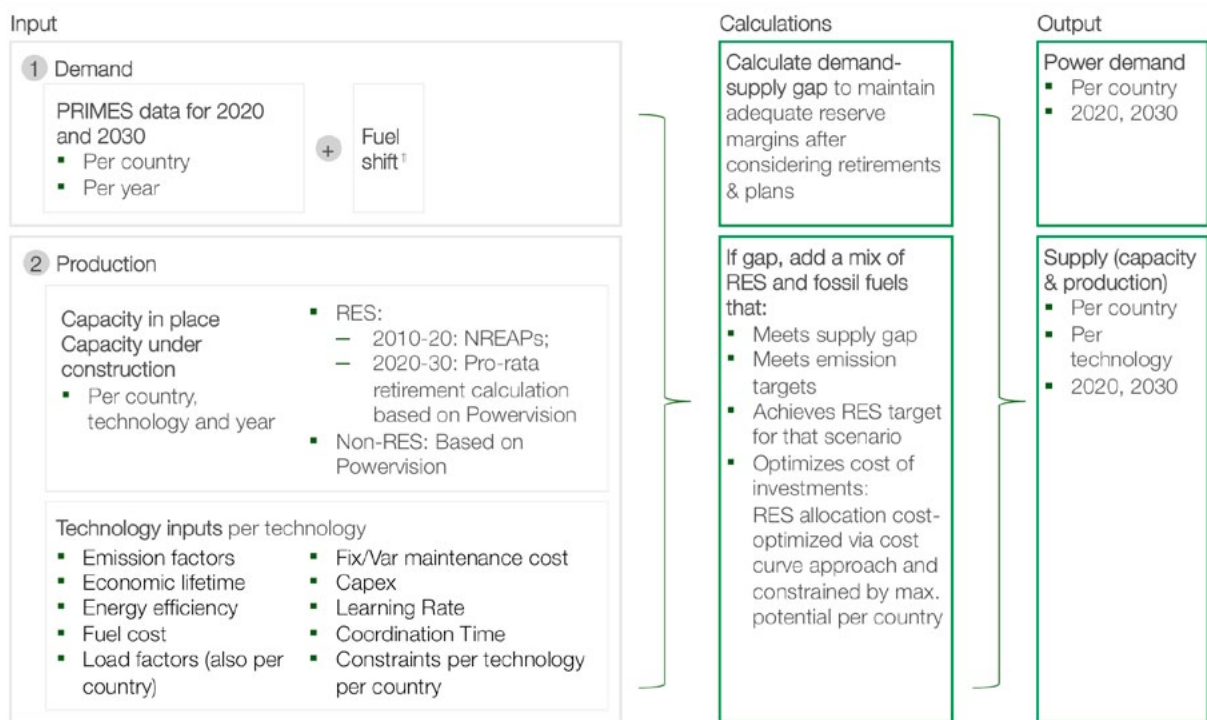 Input
1 Demand
PRIMES data for 2020
and 2030
▪ Per country
▪ Per year
+
Fuel
shift¹
2 Production
Capacity in place
Capacity under
construction
▪ Per country,
technology and year
▪ RES:
– 2010-20: NREAPs;
– 2020-30: Pro-rata
retirement calculation
based on Powervision
▪ Non-RES: Based on
Powervision
Technology inputs per technology
▪ Emission factors
▪ Economic lifetime
▪ Energy efficiency
▪ Fuel cost
▪ Load factors (also per
country)
▪ Fix/Var maintenance cost
▪ Capex
▪ Learning Rate
▪ Coordination Time
▪ Constraints per technology
per country
Calculations
Calculate demand-
supply gap to maintain
adequate reserve
margins after
considering retirements
& plans
If gap, add a mix of
RES and fossil fuels
that:
▪ Meets supply gap
▪ Meets emission
targets
▪ Achieves RES target
for that scenario
▪ Optimizes cost of
investments:
RES allocation cost-
optimized via cost
curve approach and
constrained by max.
potential per country
Output
Power demand
▪ Per country
▪ 2020, 2030
Supply (capacity
& production)
▪ Per country
▪ Per
technology
▪ 2020, 2030